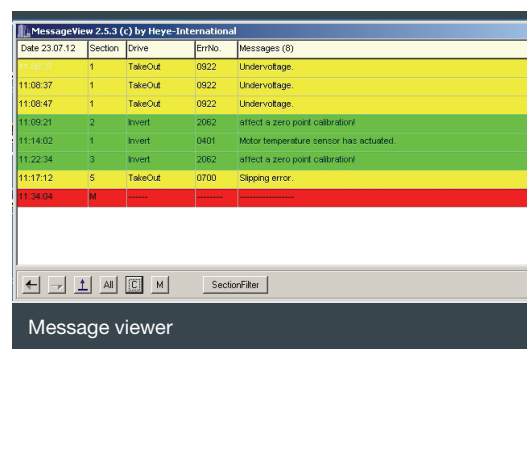 MessageView 2.5.3 (c) by Heye-International
Date 23.07.12 Section Drive ErrNo. Messages (8)
1 TakeOut 0922 Undervoltage.
11:08:37 1 TakeOut 0922 Undervoltage.
11:08:47 1 TakeOut 0922 Undervoltage.
11:09:21 2 Invert 2062 affect a zero point calibration!
11:14:02 1 Invert 0401 Motor temperature sensor has actuated.
11:22:34 3 Invert 2062 affect a zero point calibration!
11:17:12 5 TakeOut 0700 Slipping error.
11:34:04 M ------ -------- -----------------
All C M SectionFilter
Message viewer